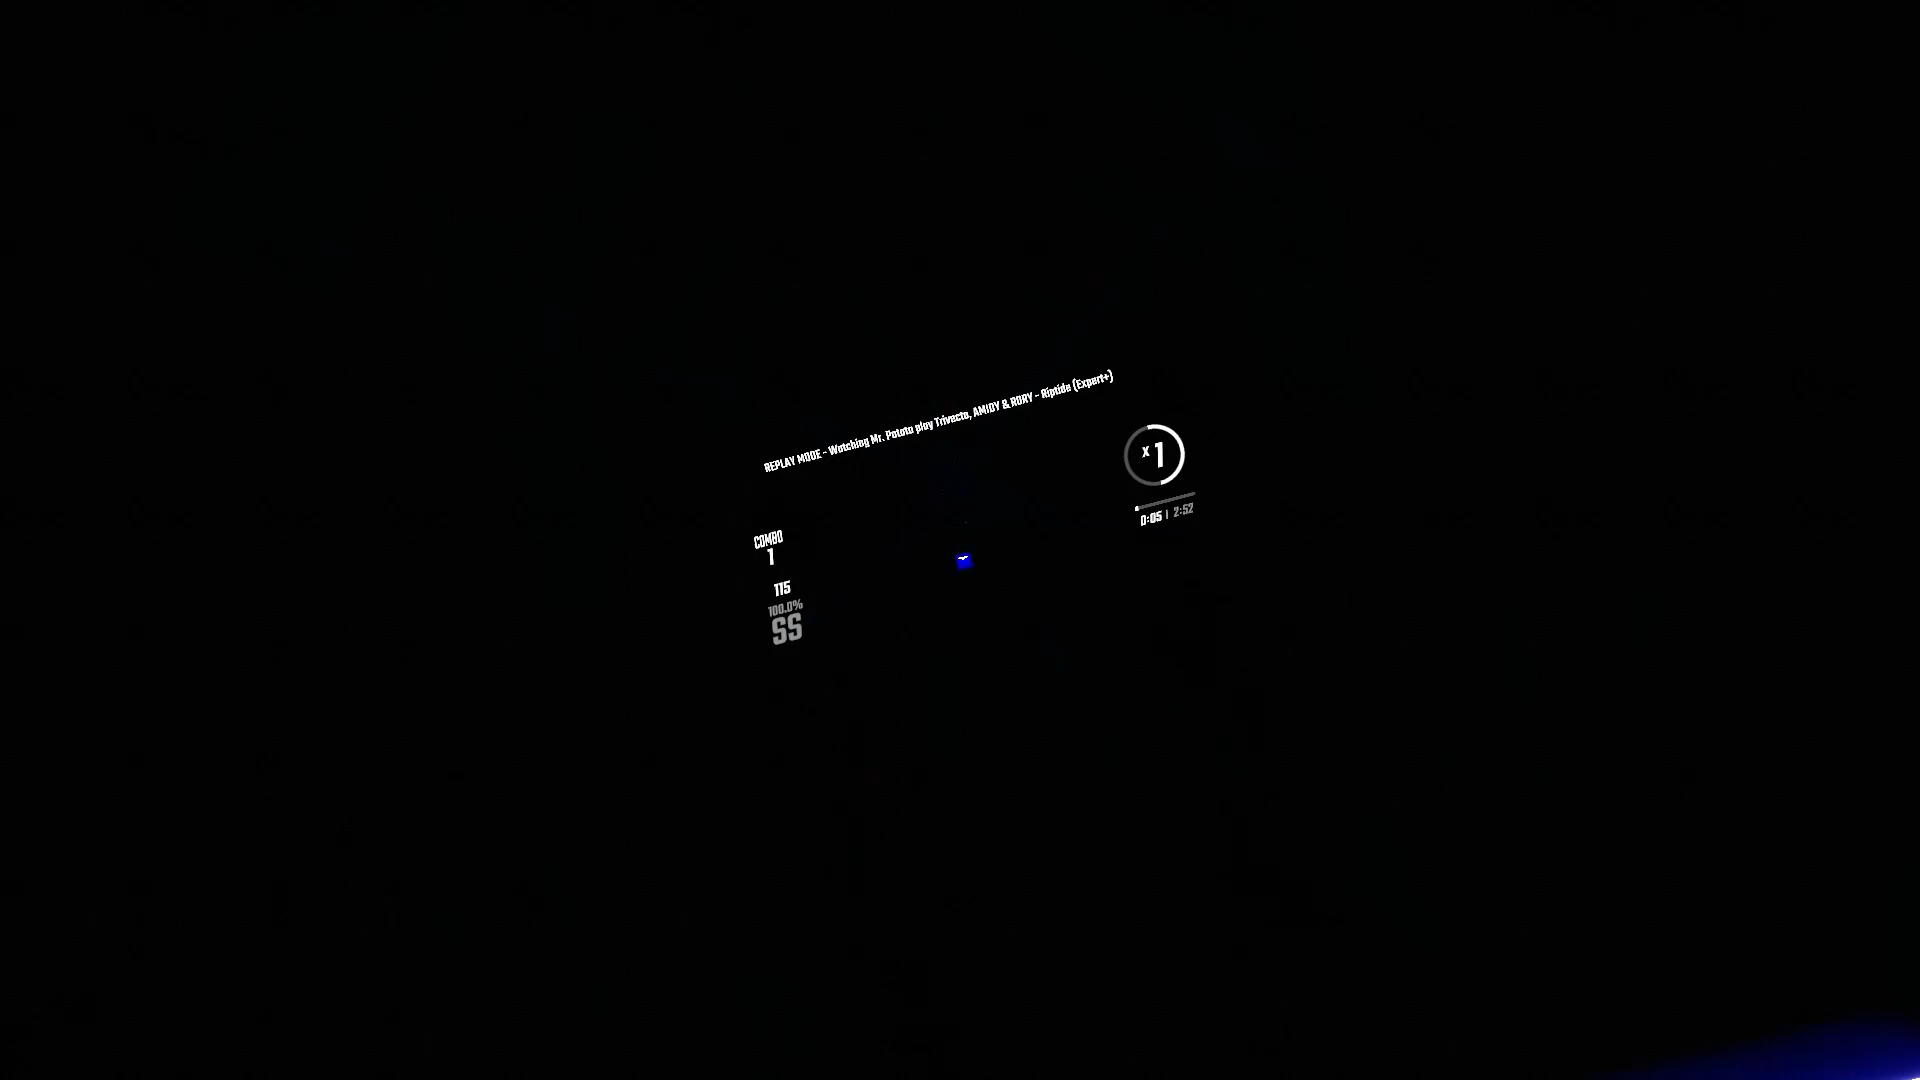 REPLAY MODE - Watching Mr. Potato play Trivecta, AMIDY & RORY - Riptide (Expert+)
x 1
0:05 | 2:52
COMBO
1
115
100.0%
SS